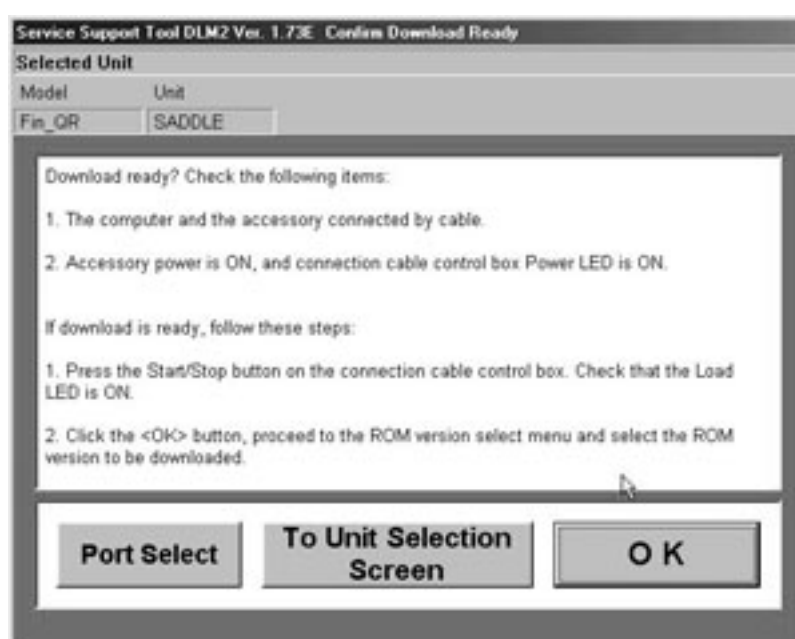 Service Support Tool DLM2 Ver. 1.73E  Confirm Download Ready
Selected Unit
Model Unit
Fin_QR SADDLE
Download ready? Check the following items:
1. The computer and the accessory connected by cable.
2. Accessory power is ON, and connection cable control box Power LED is ON.
If download is ready, follow these steps:
1. Press the Start/Stop button on the connection cable control box. Check that the Load
LED is ON.
2. Click the <OK> button, proceed to the ROM version select menu and select the ROM
version to be downloaded.
Port Select
To Unit Selection
Screen
O K